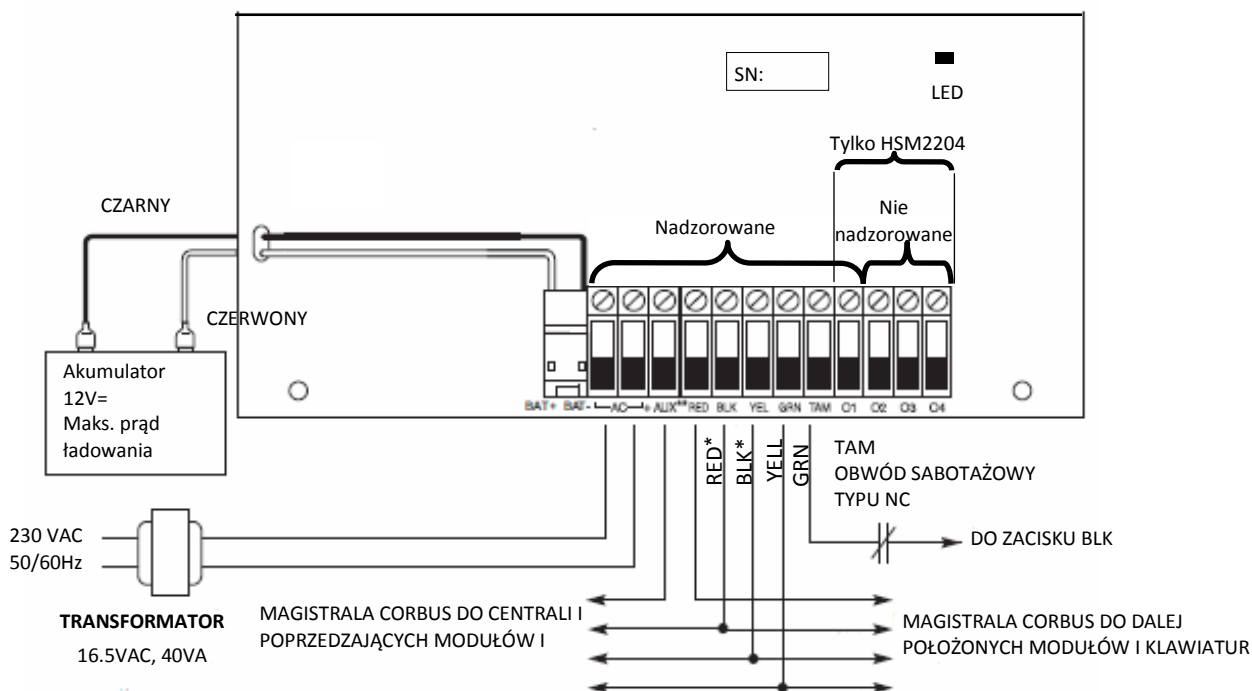 SN:
LED
Tylko HSM2204
Nie
nadzorowane
Nadzorowane
CZARNY
CZERWONY
Akumulator
12V=
Maks. prąd
ładowania
BAT+ BAT- AC + AUX** RED BLK YEL GRN TAM O1 O2 O3 O4
RED*
BLK*
YELL
GRN
TAM
OBWÓD SABOTAŻOWY
TYPU NC
DO ZACISKU BLK
230 VAC
50/60Hz
TRANSFORMATOR
16.5VAC, 40VA
MAGISTRALA CORBUS DO CENTRALI I
POPRZEDZAJĄCYCH MODUŁÓW I
MAGISTRALA CORBUS DO DALEJ
POŁOŻONYCH MODUŁÓW I KLAWIATUR